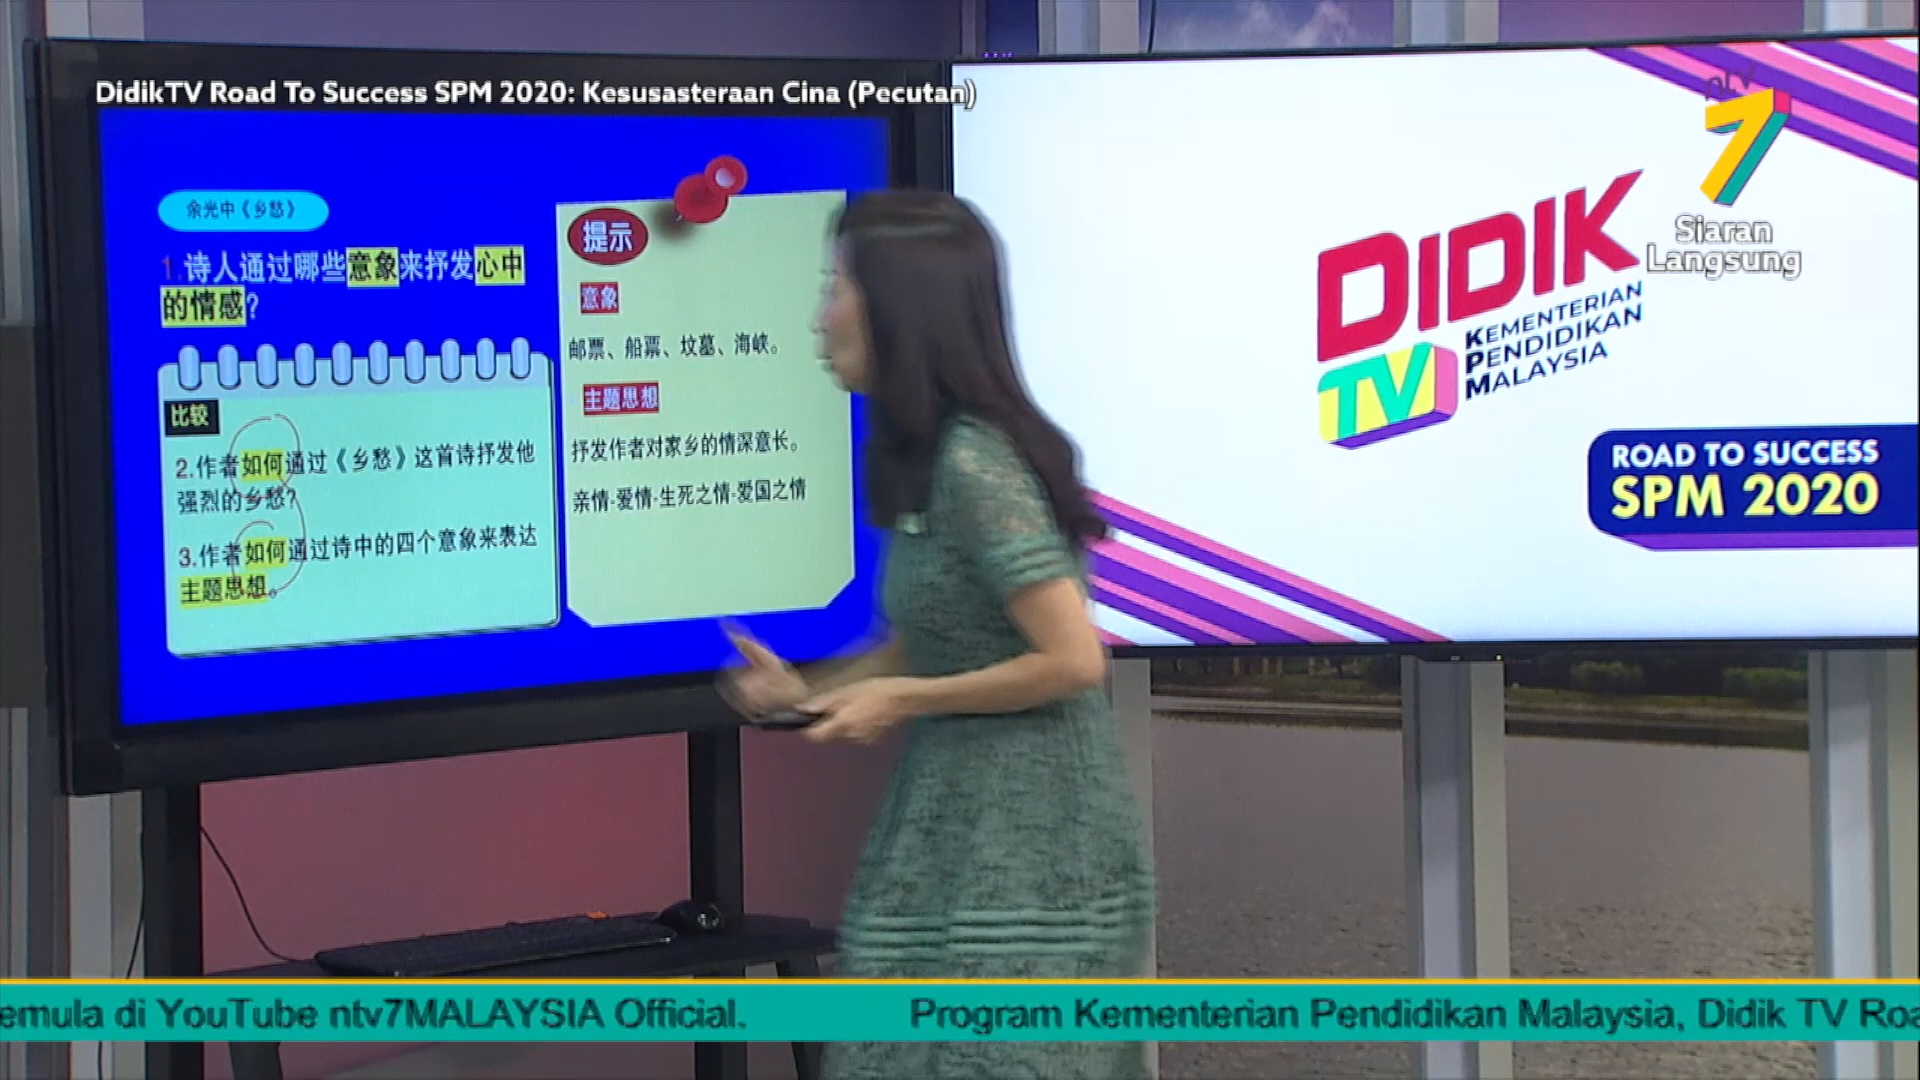 DidikTV Road To Success SPM 2020: Kesusasteraan Cina (Pecutan)
余光中《乡愁》
1.诗人通过哪些意象来抒发心中
的情感?
比较
2.作者如何通过《乡愁》这首诗抒发他
强烈的乡愁?
3.作者如何通过诗中的四个意象来表达
主题思想。
提示
意象
邮票、船票、坟墓、海峡。
主题思想
抒发作者对家乡的情深意长。
亲情-爱情-生死之情-爱国之情
ntv
7
Siaran
Langsung
DIDIK
TV
KEMENTERIAN
PENDIDIKAN
MALAYSIA
ROAD TO SUCCESS
SPM 2020
emula di YouTube ntv7MALAYSIA Official. Program Kementerian Pendidikan Malaysia, Didik TV Roa